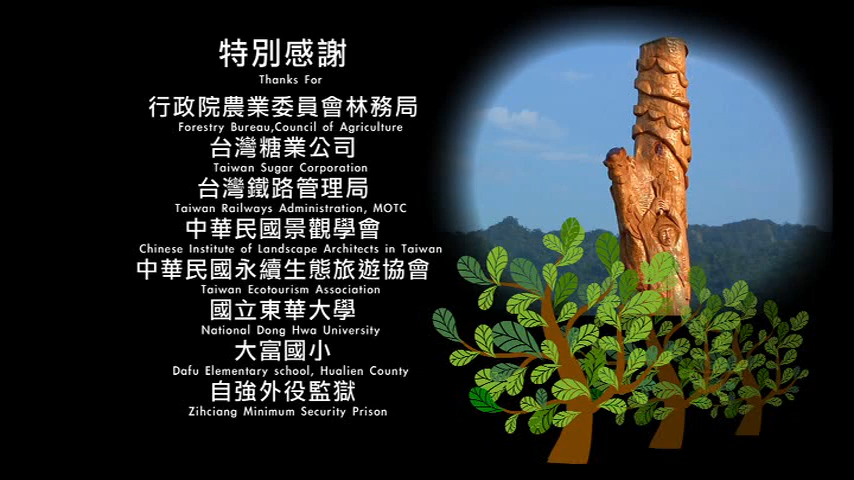 特別感謝
Thanks For
行政院農業委員會林務局
Forestry Bureau,Council of Agriculture
台灣糖業公司
Taiwan Sugar Corporation
台灣鐵路管理局
Taiwan Railways Administration, MOTC
中華民國景觀學會
Chinese Institute of Landscape Architects in Taiwan
中華民國永續生態旅遊協會
Taiwan Ecotourism Association
國立東華大學
National Dong Hwa University
大富國小
Dafu Elementary school, Hualien County
自強外役監獄
Zihciang Minimum Security Prison